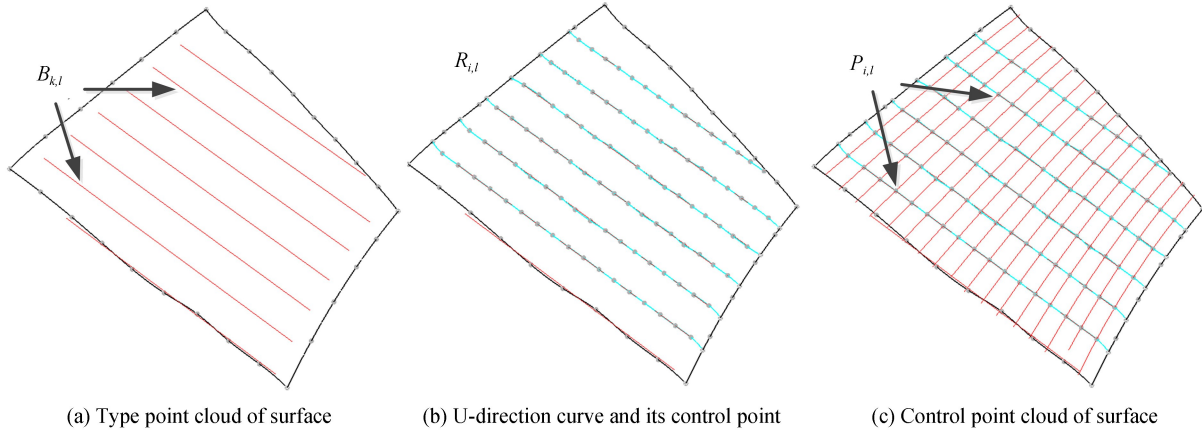 B_{k,l}
R_{i,l}
P_{i,l}
(a) Type point cloud of surface
(b) U-direction curve and its control point
(c) Control point cloud of surface